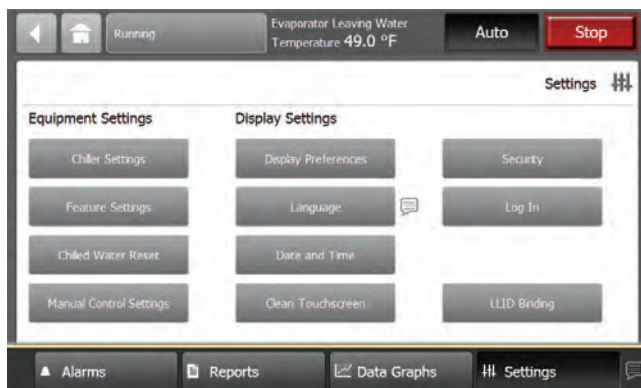 Running
Evaporator Leaving Water
Temperature 49.0 °F
Auto
Stop
Settings
Equipment Settings
Display Settings
Chiller Settings
Display Preferences
Security
Feature Settings
Language
Log In
Chilled Water Reset
Date and Time
Manual Control Settings
Clean Touchscreen
LLID Binding
Alarms
Reports
Data Graphs
Settings